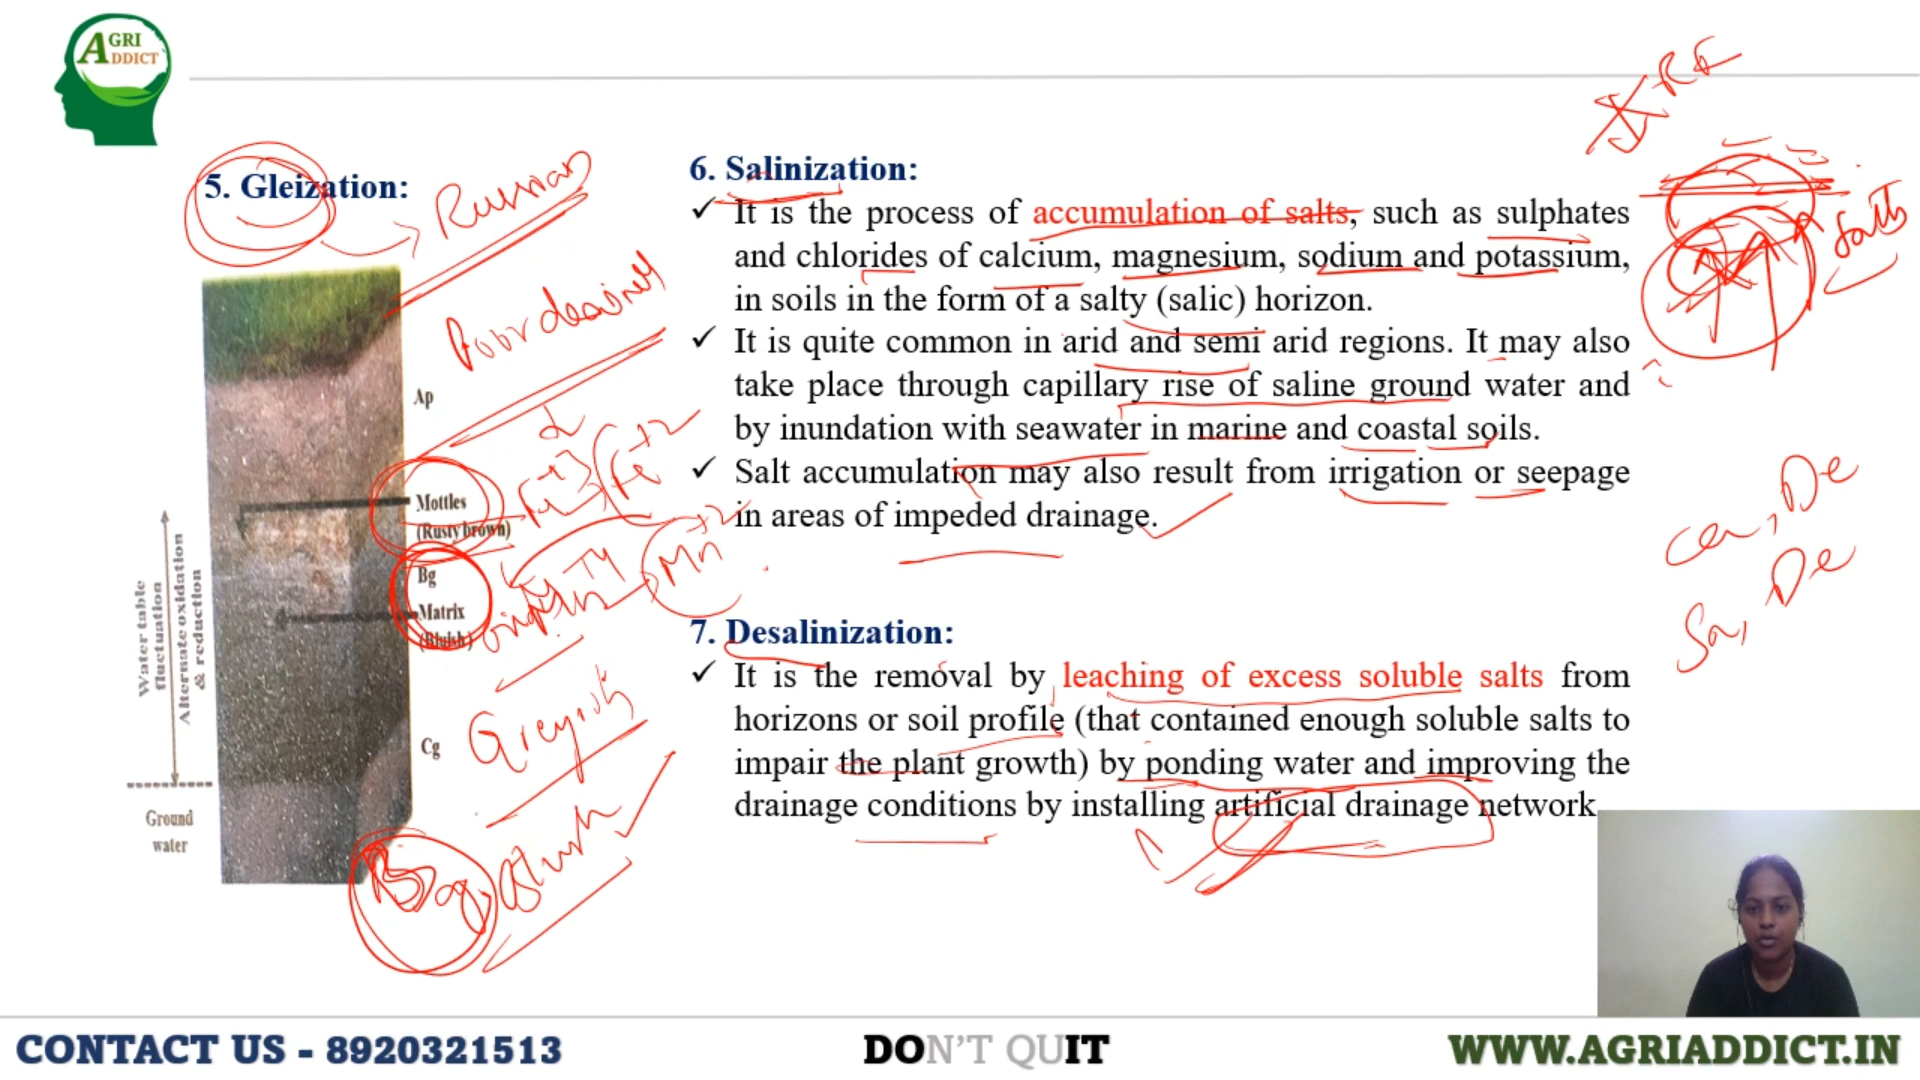 AGRI
ADDICT
5. Gleization:
Russian
Ap
Mottles
(Rusty brown)
Bg
Matrix
(Bluish)
Cg
Water table
fluctuation
Alternate oxidation
& reduction
Ground
water
Fe+2
Mn+2
Greyish
Bg, Bluish
6. Salinization:
✓ It is the process of accumulation of salts, such as sulphates
and chlorides of calcium, magnesium, sodium and potassium,
in soils in the form of a salty (salic) horizon.
✓ It is quite common in arid and semi arid regions. It may also
take place through capillary rise of saline ground water and
by inundation with seawater in marine and coastal soils.
✓ Salt accumulation may also result from irrigation or seepage
in areas of impeded drainage.
7. Desalinization:
✓ It is the removal by leaching of excess soluble salts from
horizons or soil profile (that contained enough soluble salts to
impair the plant growth) by ponding water and improving the
drainage conditions by installing artificial drainage network
RF
Salts
Ca, De
Sa, De
CONTACT US - 8920321513
DON'T QUIT
WWW.AGRIADDICT.IN